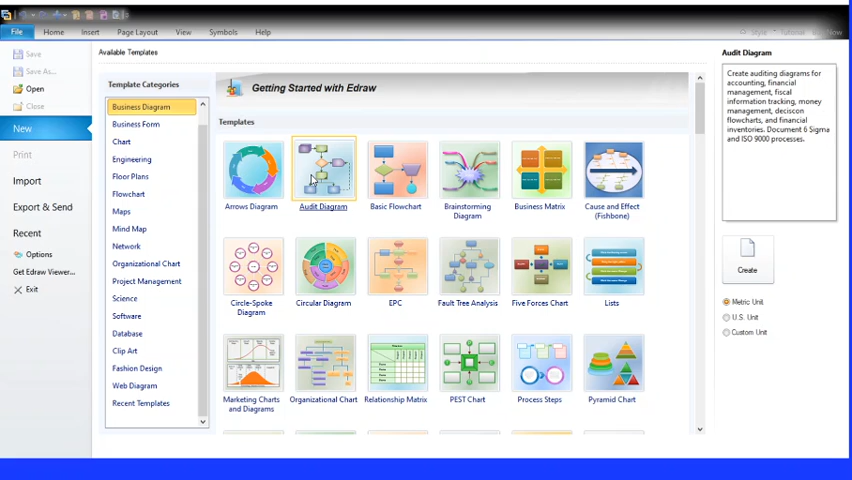 Style Tutorial Now
File Home Insert Page Layout View Symbols Help
Save
Save As...
Open
Close
New
Print
Import
Export & Send
Recent
Options
Get Edraw Viewer...
Exit
Available Templates
Template Categories
Business Diagram
Business Form
Chart
Engineering
Floor Plans
Flowchart
Maps
Mind Map
Network
Organizational Chart
Project Management
Science
Software
Database
Clip Art
Fashion Design
Web Diagram
Recent Templates
Getting Started with Edraw
Templates
Arrows Diagram
Audit Diagram
Basic Flowchart
Brainstorming
Diagram
Business Matrix
Cause and Effect
(Fishbone)
Circle-Spoke
Diagram
Circular Diagram
EPC
Fault Tree Analysis
Five Forces Chart
Lists
Marketing Charts
and Diagrams
Organizational Chart
Relationship Matrix
PEST Chart
Process Steps
Pyramid Chart
Audit Diagram
Create auditing diagrams for
accounting, financial
management, fiscal
information tracking, money
management, deciscon
flowcharts, and financial
inventories. Document 6 Sigma
and ISO 9000 processes.
Create
Metric Unit
U.S. Unit
Custom Unit